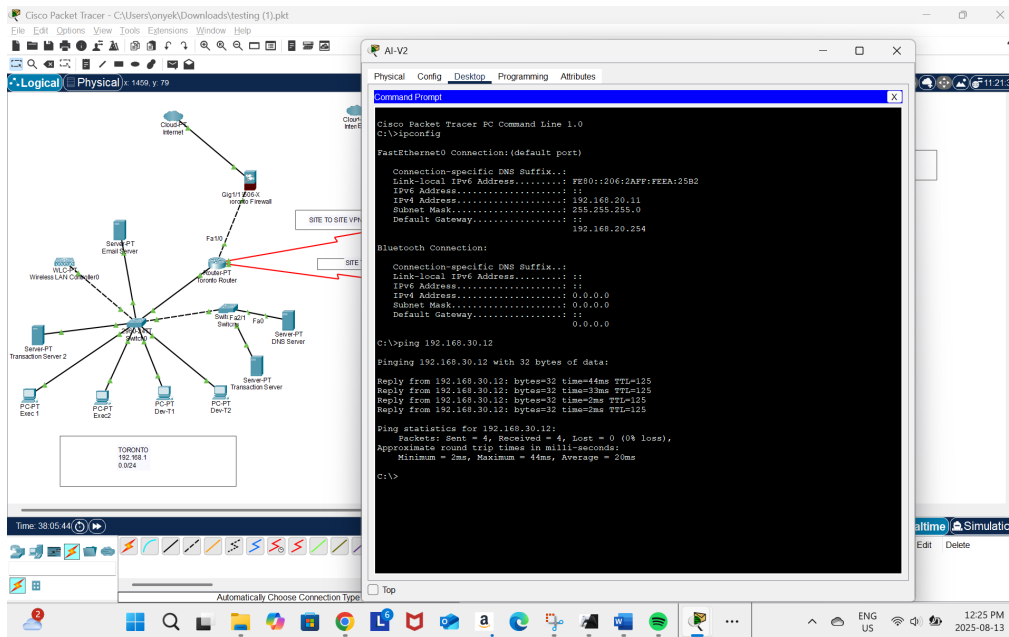 Cisco Packet Tracer - C:\Users\onyek\Downloads\testing (1).pkt
File Edit Options View Tools Extensions Window Help
Logical Physical x: 1459, y: 79
11:21:
Cloud-PT
Internet
Gig1/1
Toronto Firewall
SITE TO SITE VPN
Fa1/0
SITE
Server-PT
Email Server
WLC-PT
Wireless LAN Controller0
Router-PT
Toronto Router
Fa2/1
Fa0
Switch0
Server-PT
DNS Server
Server-PT
Transaction Server 2
Server-PT
Transaction Server
PC-PT
Exec 1
PC-PT
Exec2
PC-PT
Dev-T1
PC-PT
Dev-T2
TORONTO
192.168.1
0.0/24
AI-V2
Physical Config Desktop Programming Attributes
Command Prompt X
Cisco Packet Tracer PC Command Line 1.0
C:\>ipconfig
FastEthernet0 Connection:(default port)
Connection-specific DNS Suffix..:
Link-local IPv6 Address.........: FE80::206:2AFF:FEEA:25B2
IPv6 Address....................: ::
IPv4 Address....................: 192.168.20.11
Subnet Mask.....................: 255.255.255.0
Default Gateway.................: ::
192.168.20.254
Bluetooth Connection:
Connection-specific DNS Suffix..:
Link-local IPv6 Address.........: ::
IPv6 Address....................: ::
IPv4 Address....................: 0.0.0.0
Subnet Mask.....................: 0.0.0.0
Default Gateway.................: ::
0.0.0.0
C:\>ping 192.168.30.12
Pinging 192.168.30.12 with 32 bytes of data:
Reply from 192.168.30.12: bytes=32 time=44ms TTL=125
Reply from 192.168.30.12: bytes=32 time=33ms TTL=125
Reply from 192.168.30.12: bytes=32 time=2ms TTL=125
Reply from 192.168.30.12: bytes=32 time=2ms TTL=125
Ping statistics for 192.168.30.12:
Packets: Sent = 4, Received = 4, Lost = 0 (0% loss),
Approximate round trip times in milli-seconds:
Minimum = 2ms, Maximum = 44ms, Average = 20ms
C:\>
Top
Time: 38:05:44
altime Simulatio
Edit Delete
Automatically Choose Connection Type
2
6
ENG
US
12:25 PM
2025-08-13